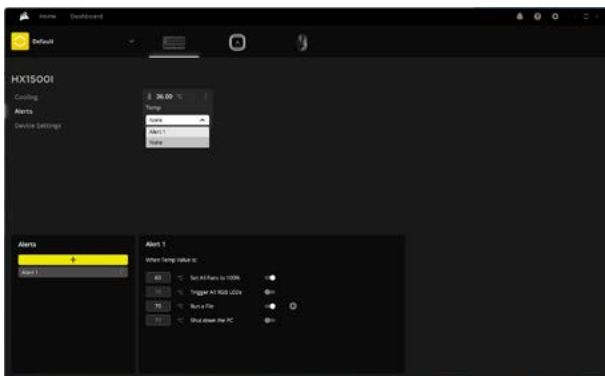 Home Dashboard
Default
HX1500I
Cooling
Alerts
Device Settings
36.00 °C
Temp
None
Alert 1
None
Alerts
+
Alert 1
Alert 1
When Temp Value is:
60 °C Set All Fans to 100%
°C Trigger All RGB LEDs
70 °C Run a File
°C Shut down the PC